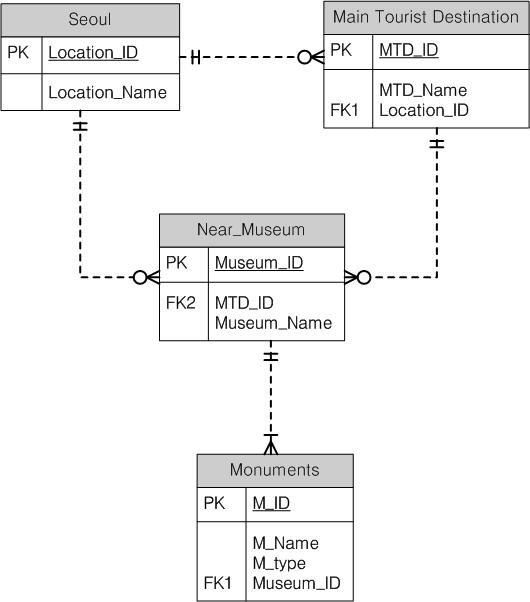 Seoul
PK Location_ID
Location_Name
Main Tourist Destination
PK MTD_ID
MTD_Name
FK1 Location_ID
Near_Museum
PK Museum_ID
FK2 MTD_ID
Museum_Name
Monuments
PK M_ID
M_Name
M_type
FK1 Museum_ID